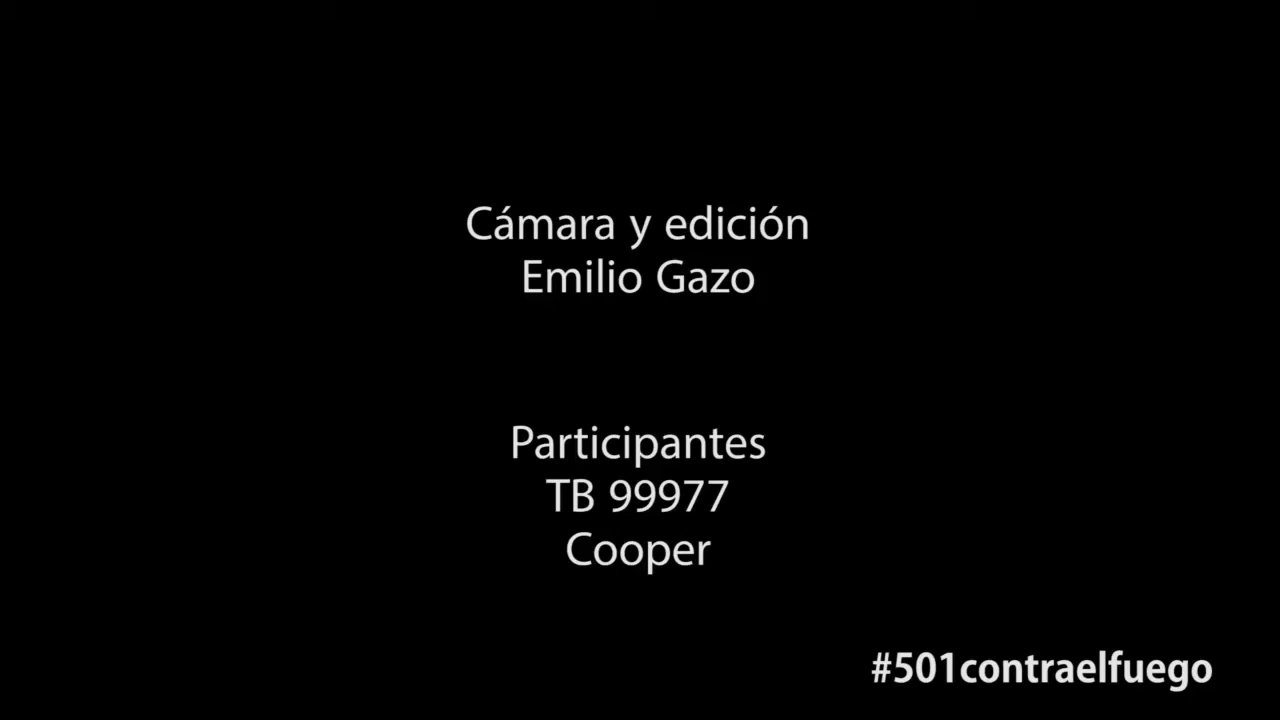 Cámara y edición
Emilio Gazo
Participantes
TB 99977
Cooper
#501contraelfuego